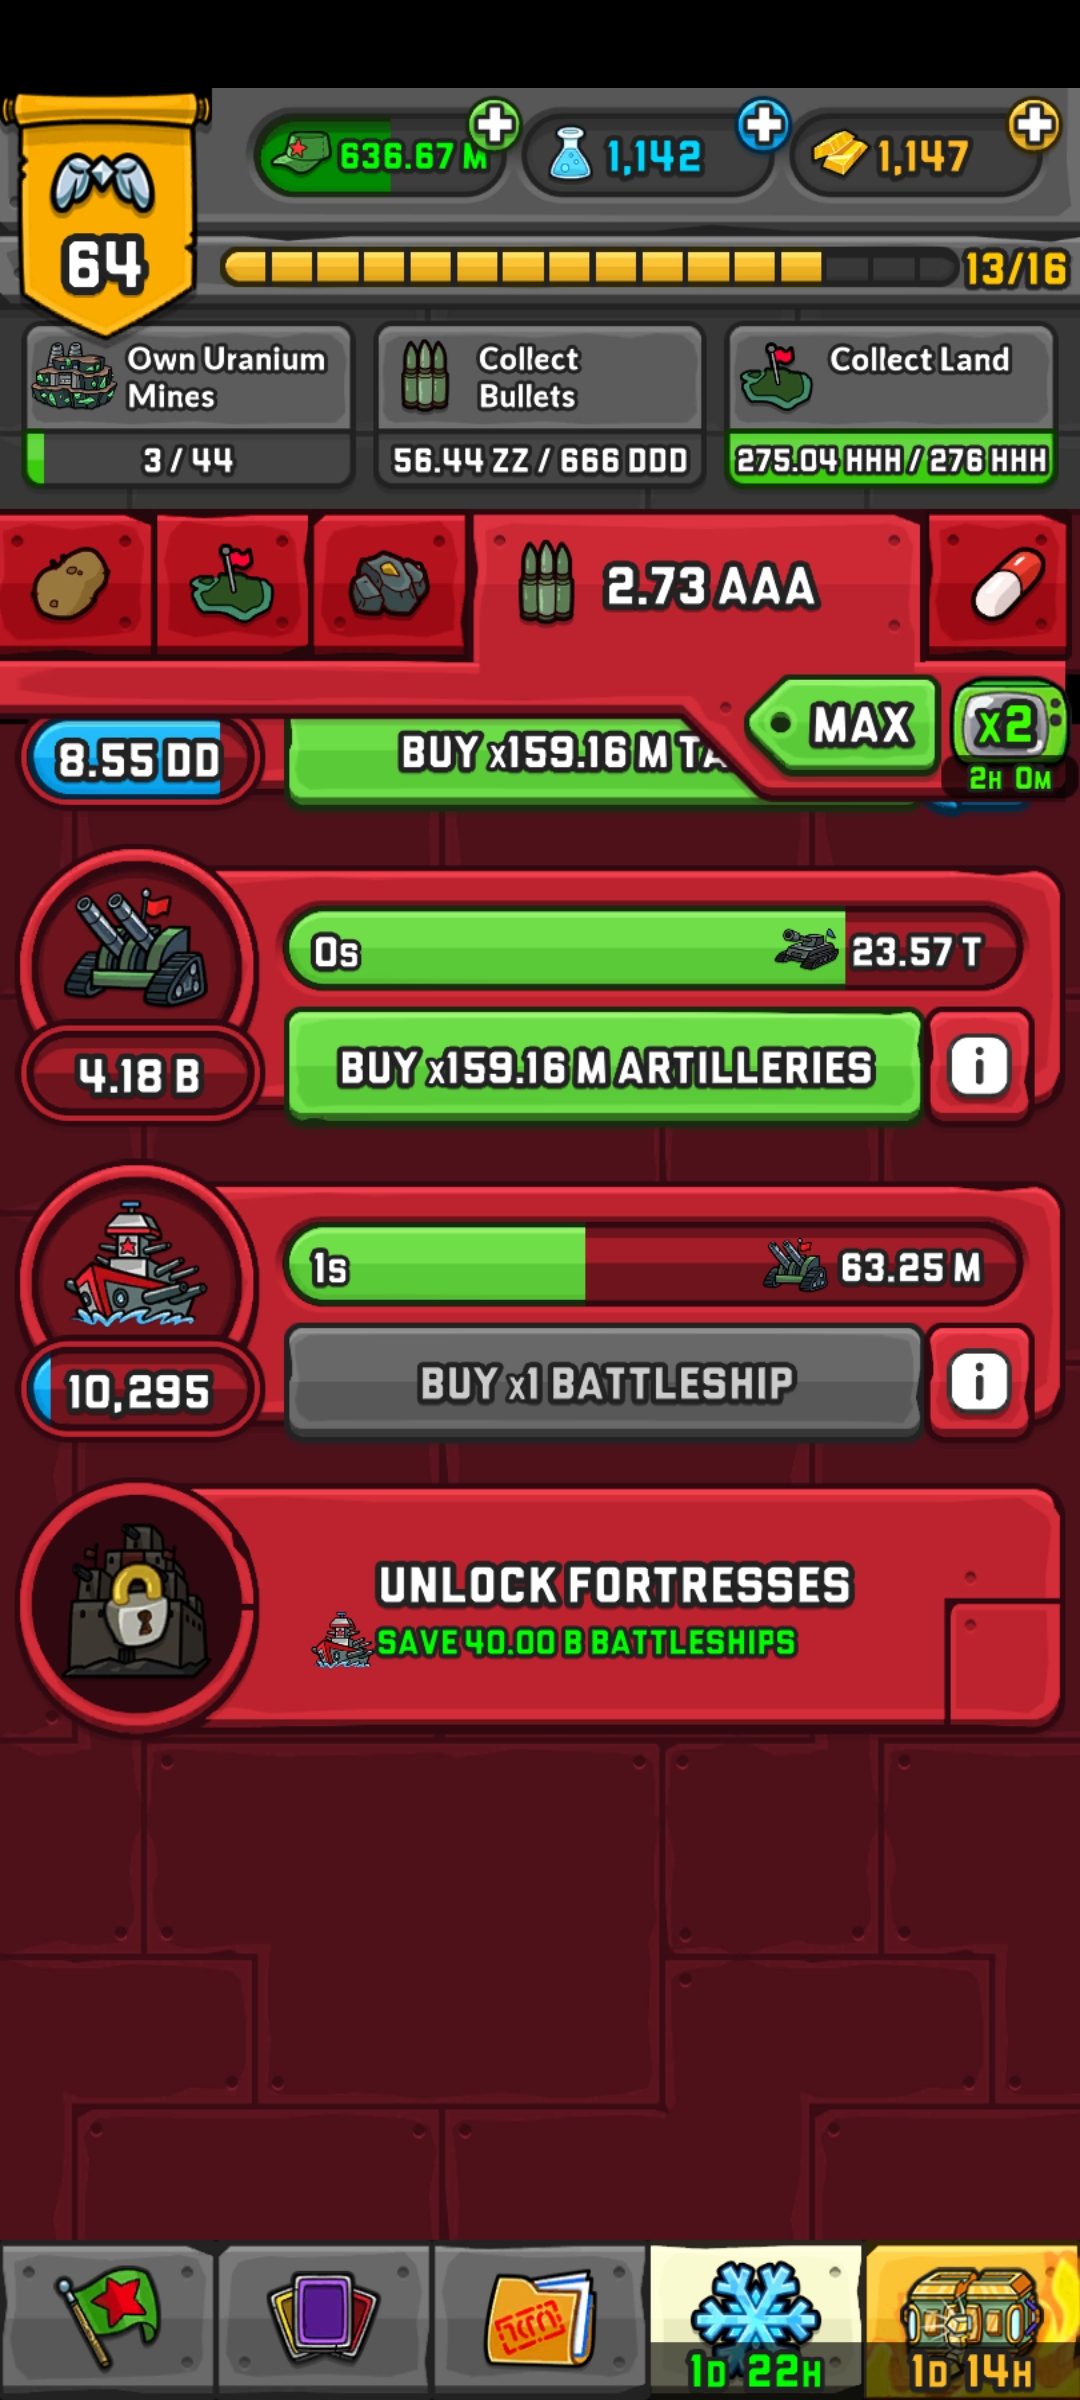 636.67 M
1,142
1,147
64
13/16
Own Uranium
Mines
3 / 44
Collect
Bullets
56.44 ZZ / 666 DDD
Collect Land
275.04 HHH / 276 HHH
2.73 AAA
MAX
x2
2H 0M
8.55 DD
BUY x159.16 M TA
0s
23.57 T
4.18 B
BUY x159.16 M ARTILLERIES
i
1s
63.25 M
10,295
BUY x1 BATTLESHIP
i
UNLOCK FORTRESSES
SAVE 40.00 B BATTLESHIPS
1D 22H
1D 14H